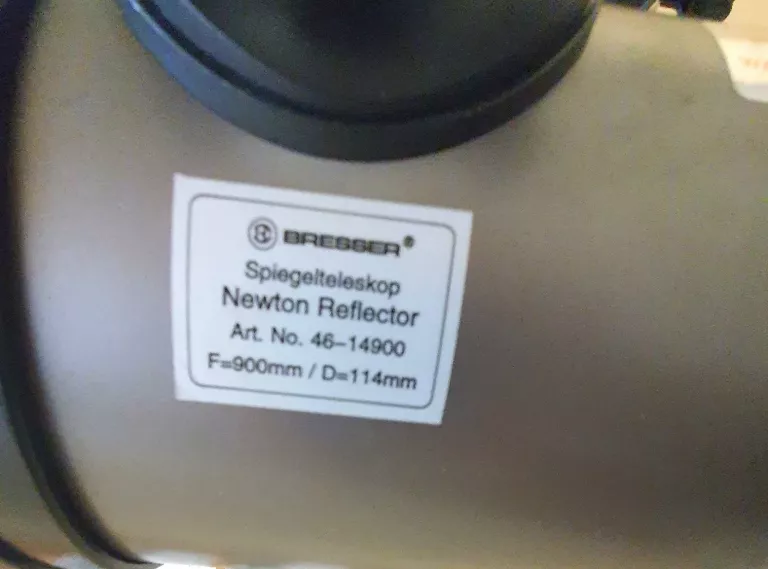 BRESSER®
Spiegelteleskop
Newton Reflector
Art. No. 46-14900
F=900mm / D=114mm